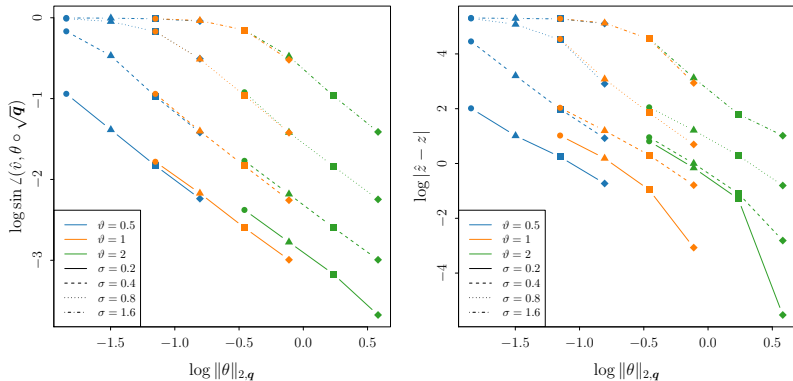 log sin ∠(v̂, θ ∘ √q)
0
−1
−2
−3
ϑ = 0.5
ϑ = 1
ϑ = 2
σ = 0.2
σ = 0.4
σ = 0.8
σ = 1.6
−1.5 −1.0 −0.5 0.0 0.5
log ‖θ‖2,q
log |ẑ − z|
4
2
0
−2
−4
ϑ = 0.5
ϑ = 1
ϑ = 2
σ = 0.2
σ = 0.4
σ = 0.8
σ = 1.6
−1.5 −1.0 −0.5 0.0 0.5
log ‖θ‖2,q